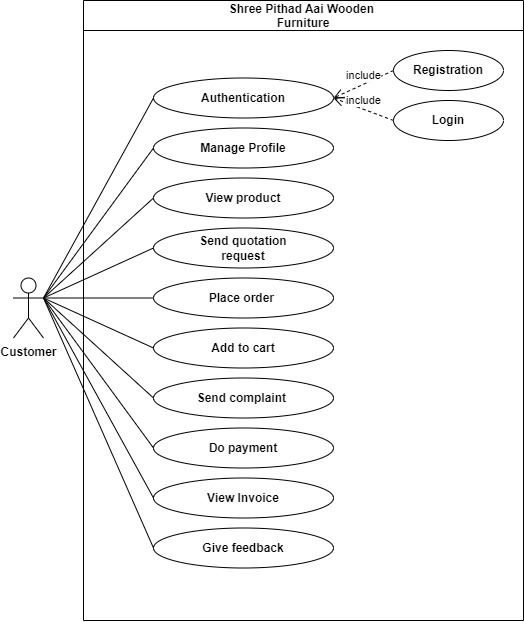 Shree Pithad Aai Wooden
Furniture
include
Registration
Authentication
include
Login
Manage Profile
View product
Send quotation
request
Place order
Customer
Add to cart
Send complaint
Do payment
View Invoice
Give feedback